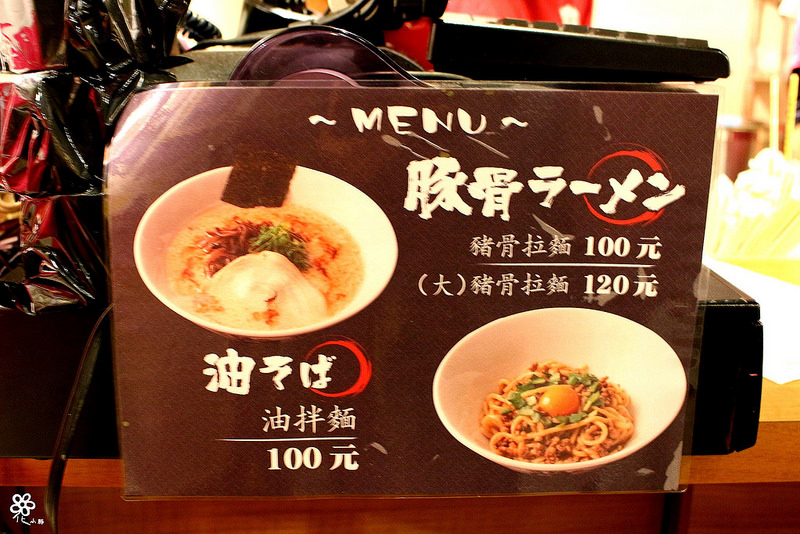 ~ MENU ~
豚骨ラーメン
豬骨拉麵 100元
(大)豬骨拉麵 120元
油そば
油拌麵
100元